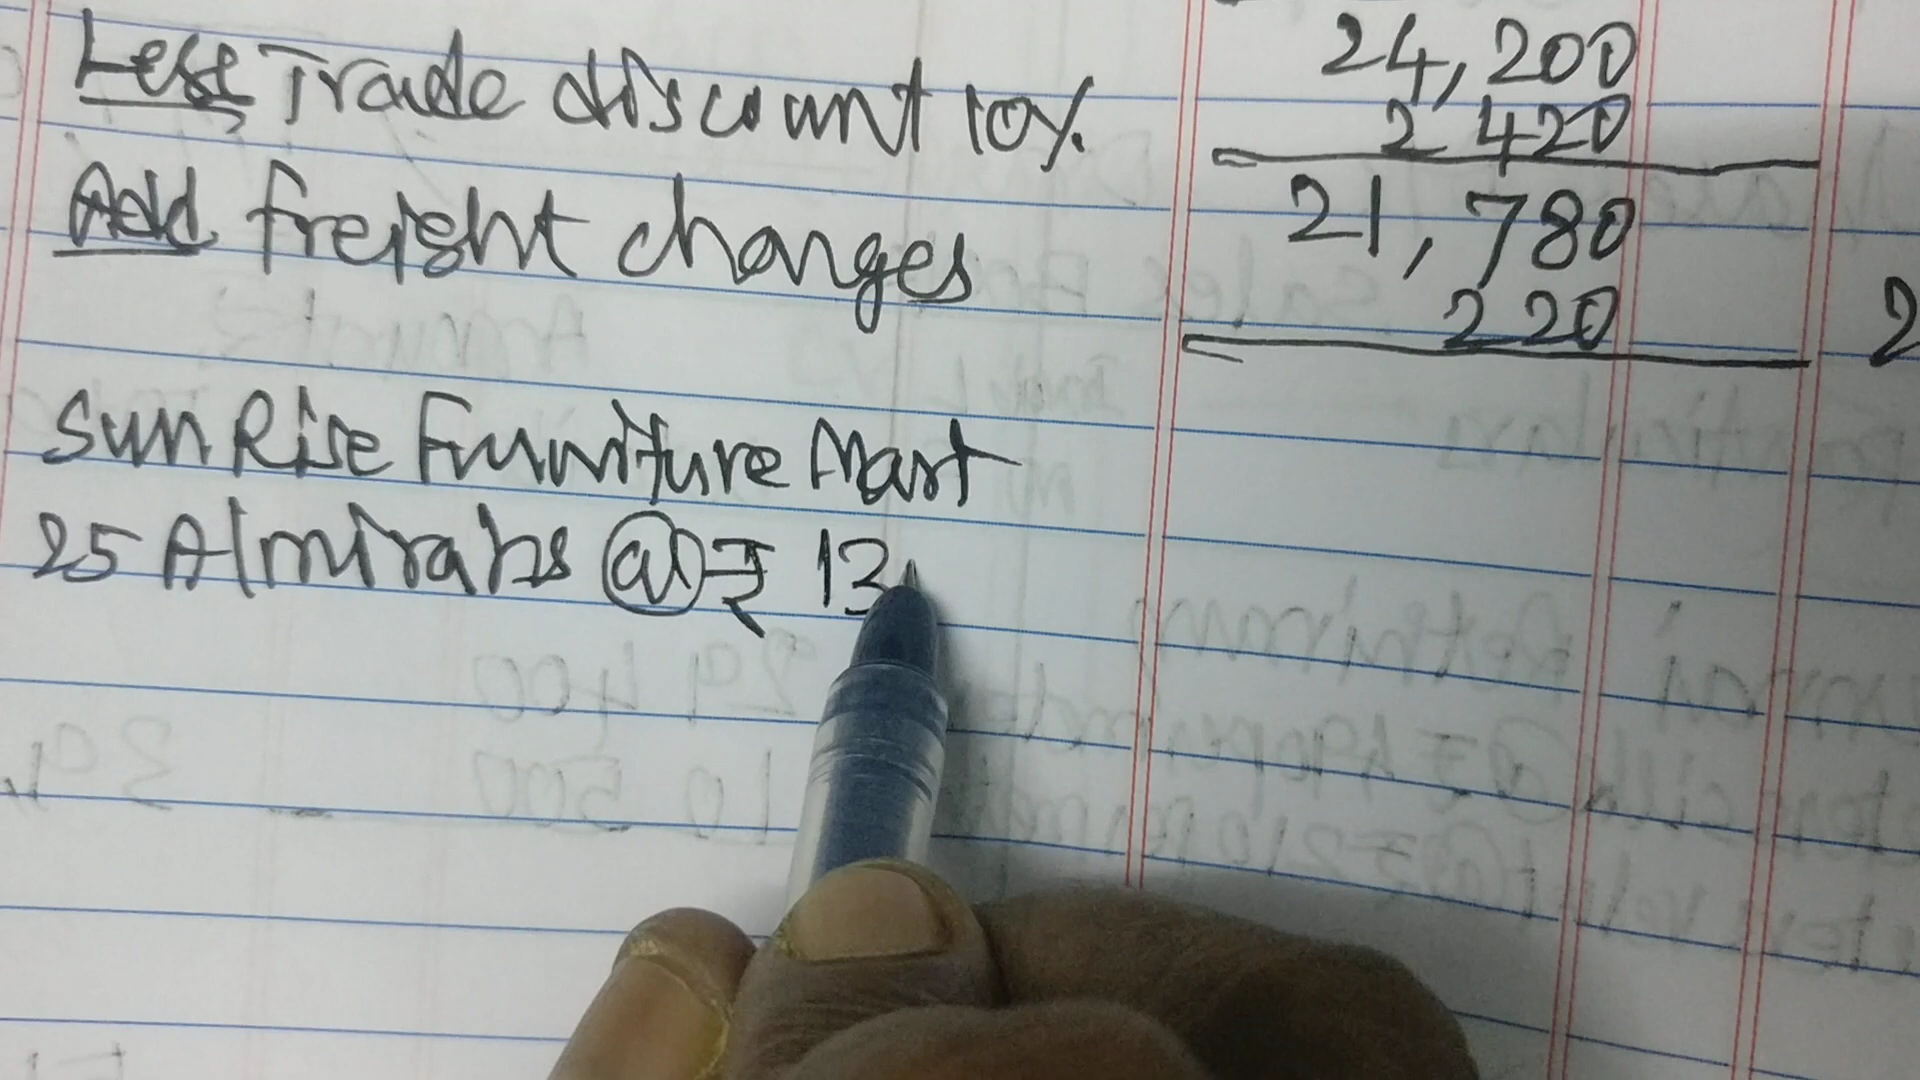 24,200
Less Trade discount 10% 2 420
21,780
Add freight charges 220
2
Sun Rise Furniture Mart
25 Almirahs @ ₹ 13